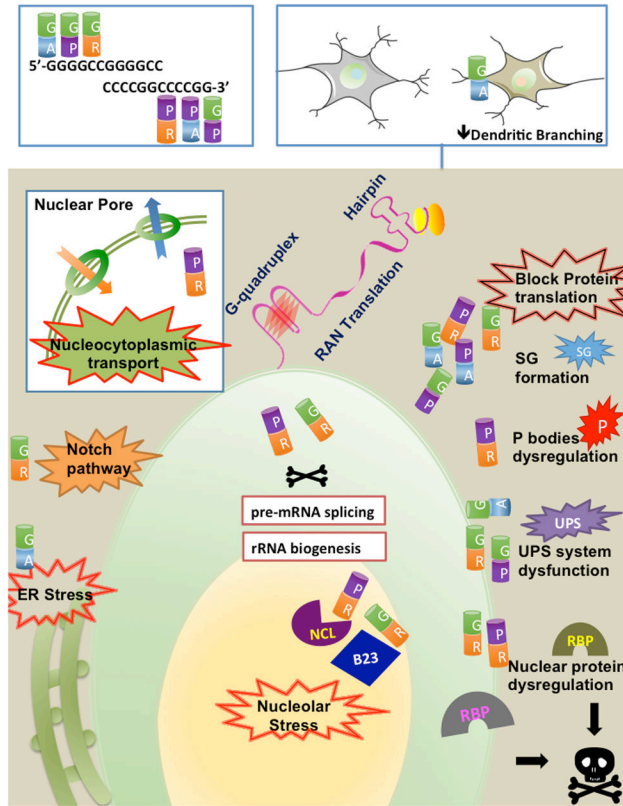 G G G
A P R
5’-GGGGCCGGGGCC
CCCCGGCCCCGG-3’
P P G
R A P
G
A
Dendritic Branching
Nuclear Pore
P
R
Nucleocytoplasmic
transport
G-quadruplex
RAN Translation
Hairpin
Block Protein
translation
P
R
G
R
G
A
P
A
G
P
SG
SG
formation
P
R
P
P bodies
dysregulation
G
R
Notch
pathway
P
R
G
R
pre-mRNA splicing
rRNA biogenesis
G A
G
R
G
P
UPS
UPS system
dysfunction
G
A
ER Stress
P
R
G
R
NCL
B23
Nucleolar
Stress
G
R
P
R
RBP
Nuclear protein
dysregulation
RBP